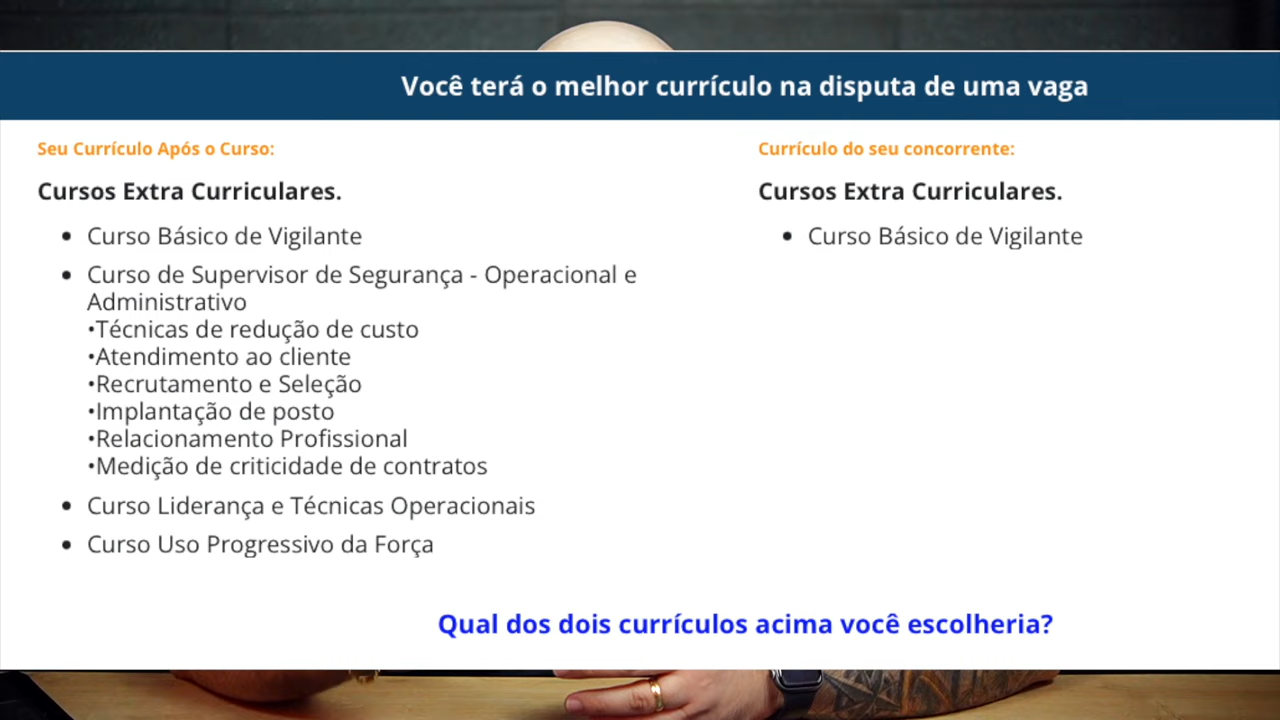 Você terá o melhor currículo na disputa de uma vaga
Seu Currículo Após o Curso:
Cursos Extra Curriculares.
• Curso Básico de Vigilante
• Curso de Supervisor de Segurança - Operacional e
Administrativo
•Técnicas de redução de custo
•Atendimento ao cliente
•Recrutamento e Seleção
•Implantação de posto
•Relacionamento Profissional
•Medição de criticidade de contratos
• Curso Liderança e Técnicas Operacionais
• Curso Uso Progressivo da Força
Currículo do seu concorrente:
Cursos Extra Curriculares.
• Curso Básico de Vigilante
Qual dos dois currículos acima você escolheria?